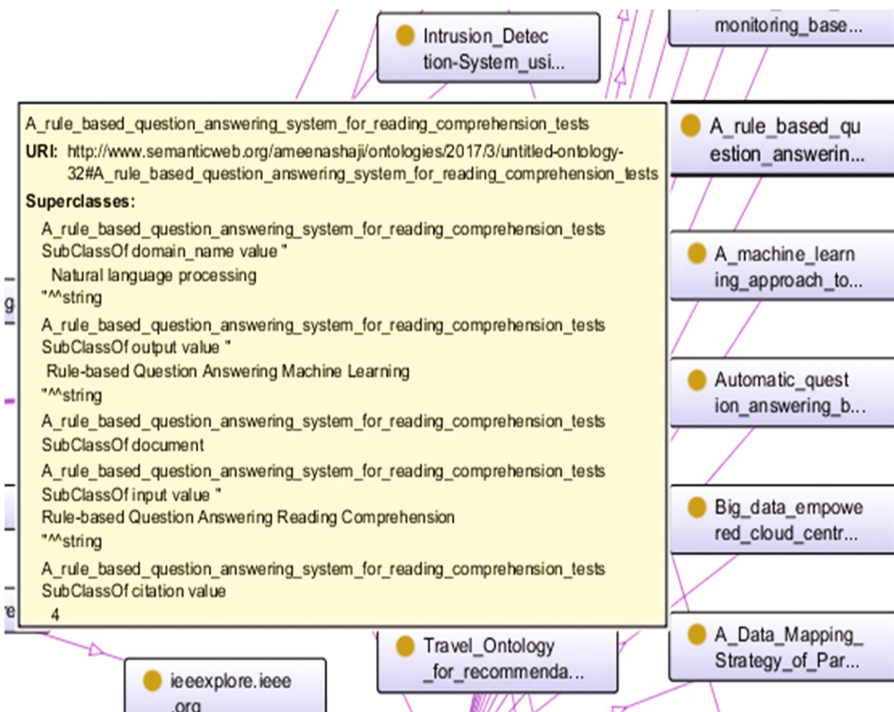 Intrusion_Detec
tion-System_usi...
monitoring_base...
A_rule_based_question_answering_system_for_reading_comprehension_tests
URI: http://www.semanticweb.org/ameenashaji/ontologies/2017/3/untitled-ontology-
32#A_rule_based_question_answering_system_for_reading_comprehension_tests
Superclasses:
A_rule_based_question_answering_system_for_reading_comprehension_tests
SubClassOf domain_name value "
Natural language processing
"^^string
A_rule_based_question_answering_system_for_reading_comprehension_tests
SubClassOf output value "
Rule-based Question Answering Machine Learning
"^^string
A_rule_based_question_answering_system_for_reading_comprehension_tests
SubClassOf document
A_rule_based_question_answering_system_for_reading_comprehension_tests
SubClassOf input value "
Rule-based Question Answering Reading Comprehension
"^^string
A_rule_based_question_answering_system_for_reading_comprehension_tests
SubClassOf citation value
4
A_rule_based_qu
estion_answerin...
A_machine_learn
ing_approach_to...
Automatic_quest
ion_answering_b...
Big_data_empowe
red_cloud_centr...
A_Data_Mapping_
Strategy_of_Par...
Travel_Ontology
_for_recommenda...
ieeexplore.ieee
.org
g
re